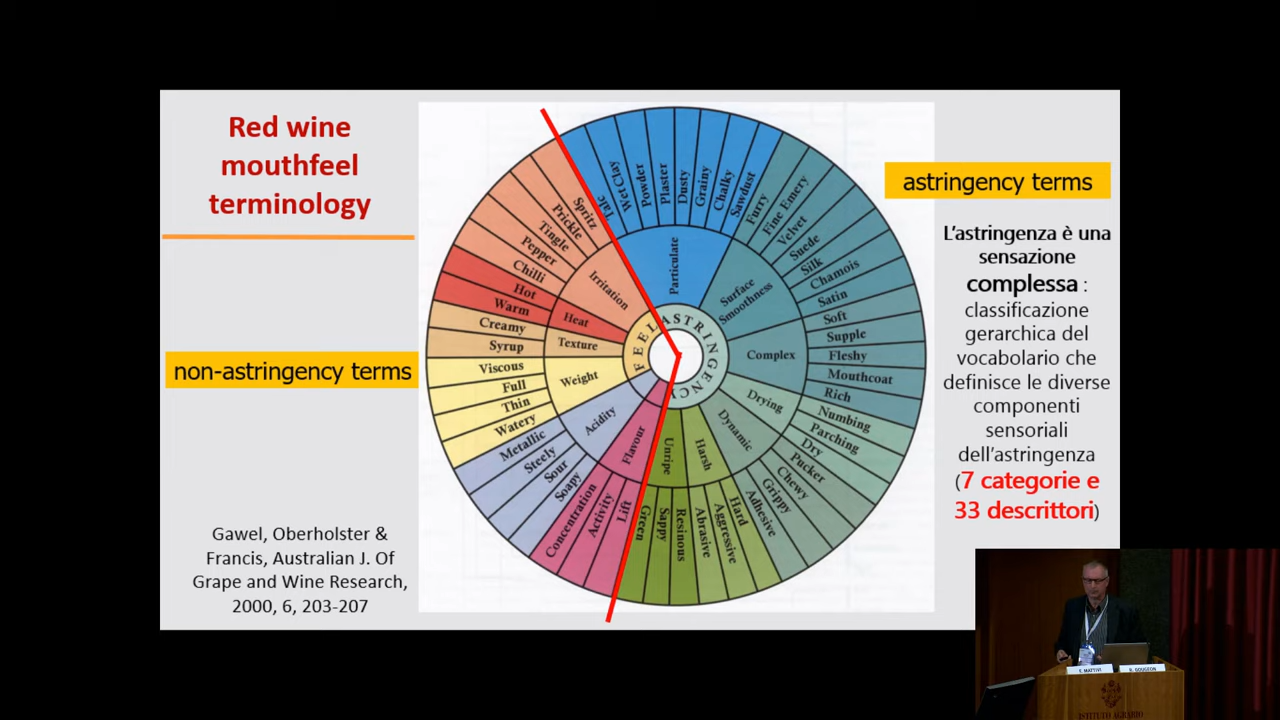 Red wine
mouthfeel
terminology
non-astringency terms
Gawel, Oberholster &
Francis, Australian J. Of
Grape and Wine Research,
2000, 6, 203-207
FEEL
ASTRINGENCY
Particulate
Talc
Wet Clay
Powder
Plaster
Dusty
Grainy
Chalky
Sawdust
Surface
Smoothness
Furry
Fine Emery
Velvet
Suede
Silk
Chamois
Satin
Complex
Soft
Supple
Fleshy
Mouthcoat
Rich
Drying
Numbing
Parching
Dry
Dynamic
Pucker
Chewy
Grippy
Adhesive
Harsh
Hard
Aggressive
Abrasive
Unripe
Resinous
Sappy
Green
Flavour
Lift
Activity
Concentration
Acidity
Soapy
Sour
Steely
Metallic
Weight
Watery
Thin
Full
Viscous
Texture
Syrup
Creamy
Heat
Warm
Hot
Irritation
Chilli
Pepper
Tingle
Prickle
Spritz
astringency terms
L'astringenza è una
sensazione
complessa :
classificazione
gerarchica del
vocabolario che
definisce le diverse
componenti
sensoriali
dell'astringenza
(7 categorie e
33 descrittori)
F. MATTIVI
R. GOUGEON
ISTITUTO AGRARIO